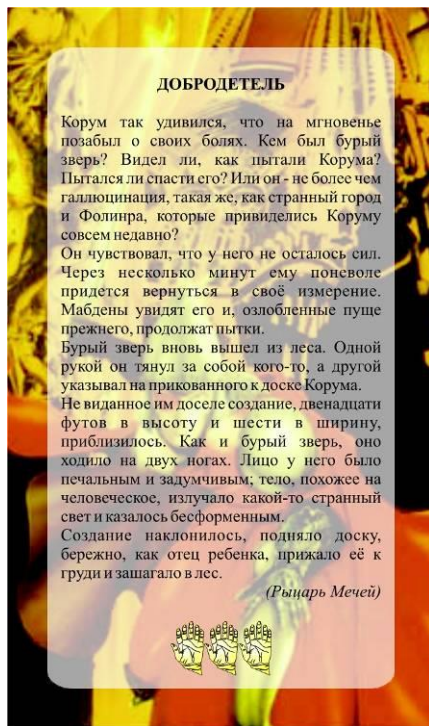 ДОБРОДЕТЕЛЬ
Корум так удивился, что на мгновенье
позабыл о своих болях. Кем был бурый
зверь? Видел ли, как пытали Корума?
Пытался ли спасти его? Или он - не более чем
галлюцинация, такая же, как странный город
и Фолинра, которые привиделись Коруму
совсем недавно?
Он чувствовал, что у него не осталось сил.
Через несколько минут ему поневоле
придется вернуться в своё измерение.
Мабдены увидят его и, озлобленные пуще
прежнего, продолжат пытки.
Бурый зверь вновь вышел из леса. Одной
рукой он тянул за собой кого-то, а другой
указывал на прикованного к доске Корума.
Не виданное им доселе создание, двенадцати
футов в высоту и шести в ширину,
приблизилось. Как и бурый зверь, оно
ходило на двух ногах. Лицо у него было
печальным и задумчивым; тело, похожее на
человеческое, излучало какой-то странный
свет и казалось бесформенным.
Создание наклонилось, подняло доску,
бережно, как отец ребенка, прижало её к
груди и зашагало в лес.
(Рыцарь Мечей)